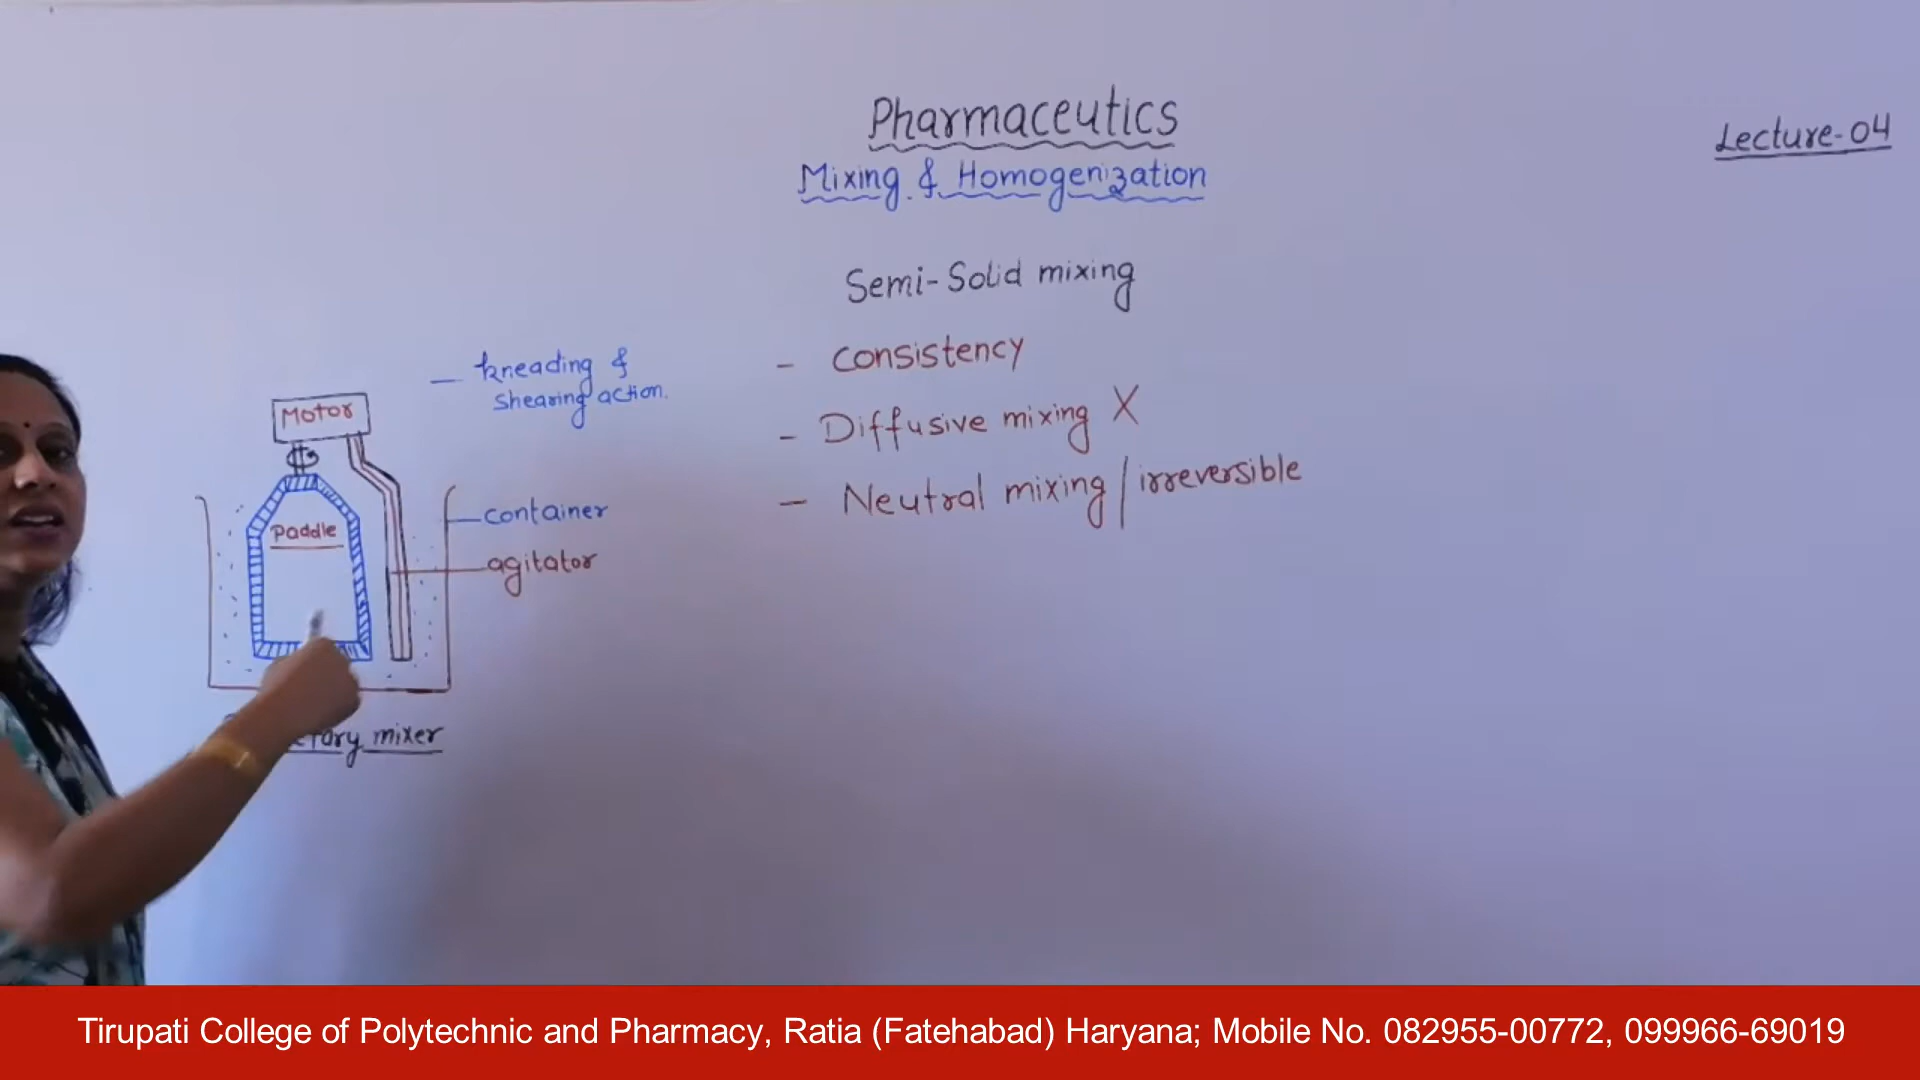 Pharmaceutics
Lecture-04
Mixing & Homogenization
Semi-Solid mixing
- Consistency
- Diffusive mixing X
- Neutral mixing / irreversible
- kneading &
shearing action.
Motor
Paddle
container
agitator
mixer
Tirupati College of Polytechnic and Pharmacy, Ratia (Fatehabad) Haryana; Mobile No. 082955-00772, 099966-69019